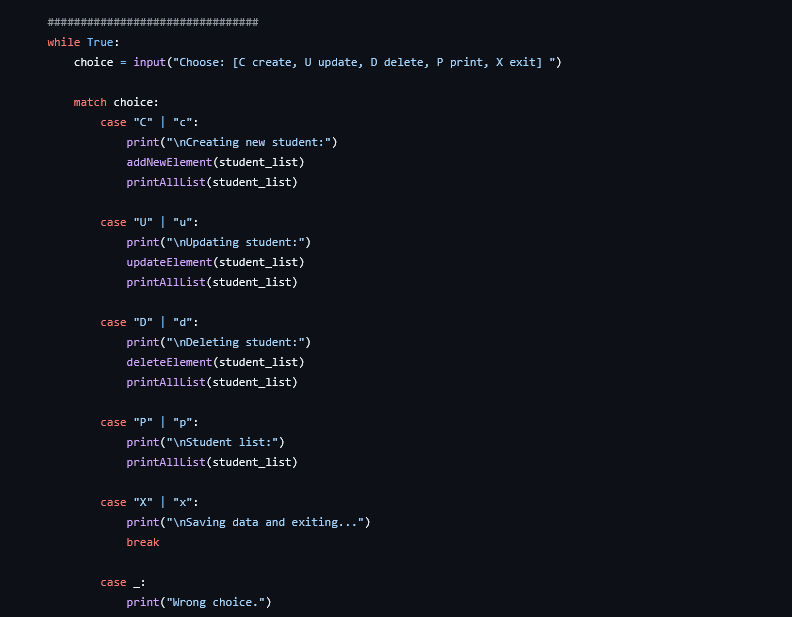 ################################
while True:
choice = input("Choose: [C create, U update, D delete, P print, X exit] ")
match choice:
case "C" | "c":
print("\nCreating new student:")
addNewElement(student_list)
printAllList(student_list)
case "U" | "u":
print("\nUpdating student:")
updateElement(student_list)
printAllList(student_list)
case "D" | "d":
print("\nDeleting student:")
deleteElement(student_list)
printAllList(student_list)
case "P" | "p":
print("\nStudent list:")
printAllList(student_list)
case "X" | "x":
print("\nSaving data and exiting...")
break
case _:
print("Wrong choice.")